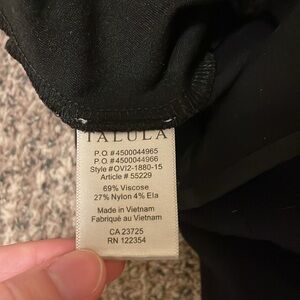 TALULA
P.O. #4500044965
P.O. #4500044966
Style #OVI2-1880-15
Article # 55229
69% Viscose
27% Nylon 4% Ela
Made in Vietnam
Fabriqué au Vietnam
CA 23725
RN 122354